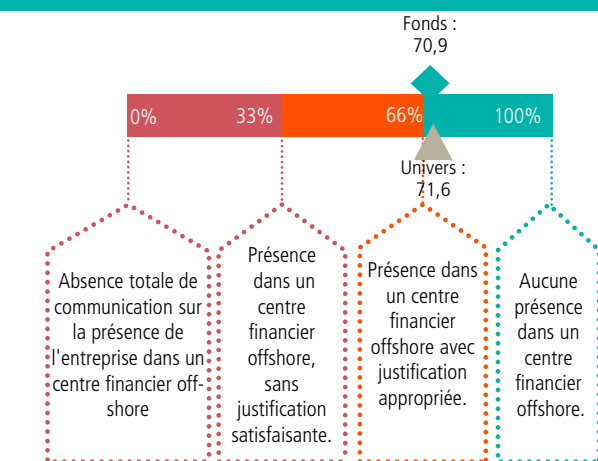 Fonds :
70,9
0%
33%
66%
100%
Univers :
71,6
Absence totale de
communication sur
la présence de
l'entreprise dans un
centre financier off-
shore
Présence
dans un
centre
financier
offshore,
sans
justification
satisfaisante.
Présence dans
un centre
financier
offshore avec
justification
appropriée.
Aucune
présence
dans un
centre
financier
offshore.